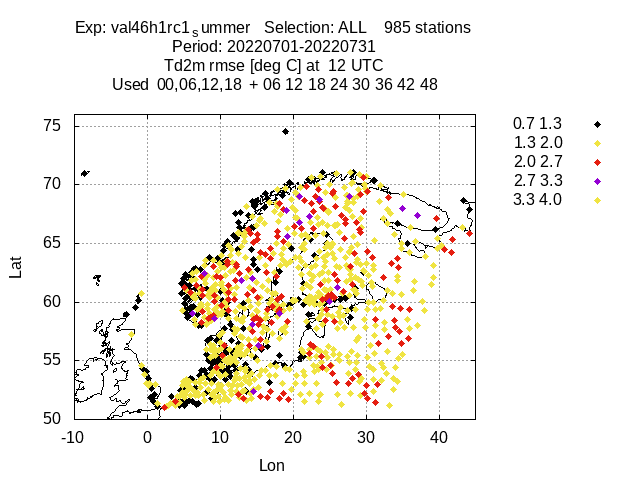 Exp: val46h1rc1summer Selection: ALL 985 stations
Period: 20220701-20220731
Td2m rmse [deg C] at 12 UTC
Used 00,06,12,18 + 06 12 18 24 30 36 42 48
0.7 1.3
1.3 2.0
2.0 2.7
2.7 3.3
3.3 4.0
75
70
65
60
55
50
Lat
-10 0 10 20 30 40
Lon